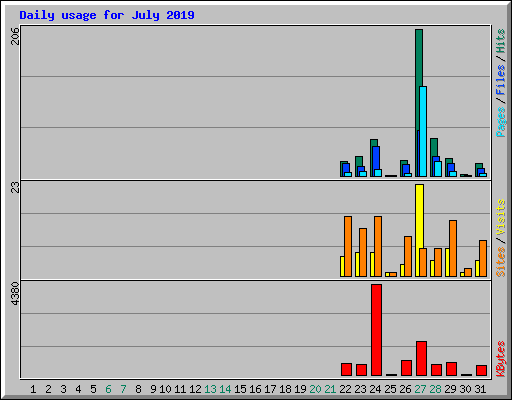 Daily usage for July 2019
206
Pages/Files/Hits
23
Sites/Visits
4380
KBytes
1 2 3 4 5 6 7 8 9 10 11 12 13 14 15 16 17 18 19 20 21 22 23 24 25 26 27 28 29 30 31